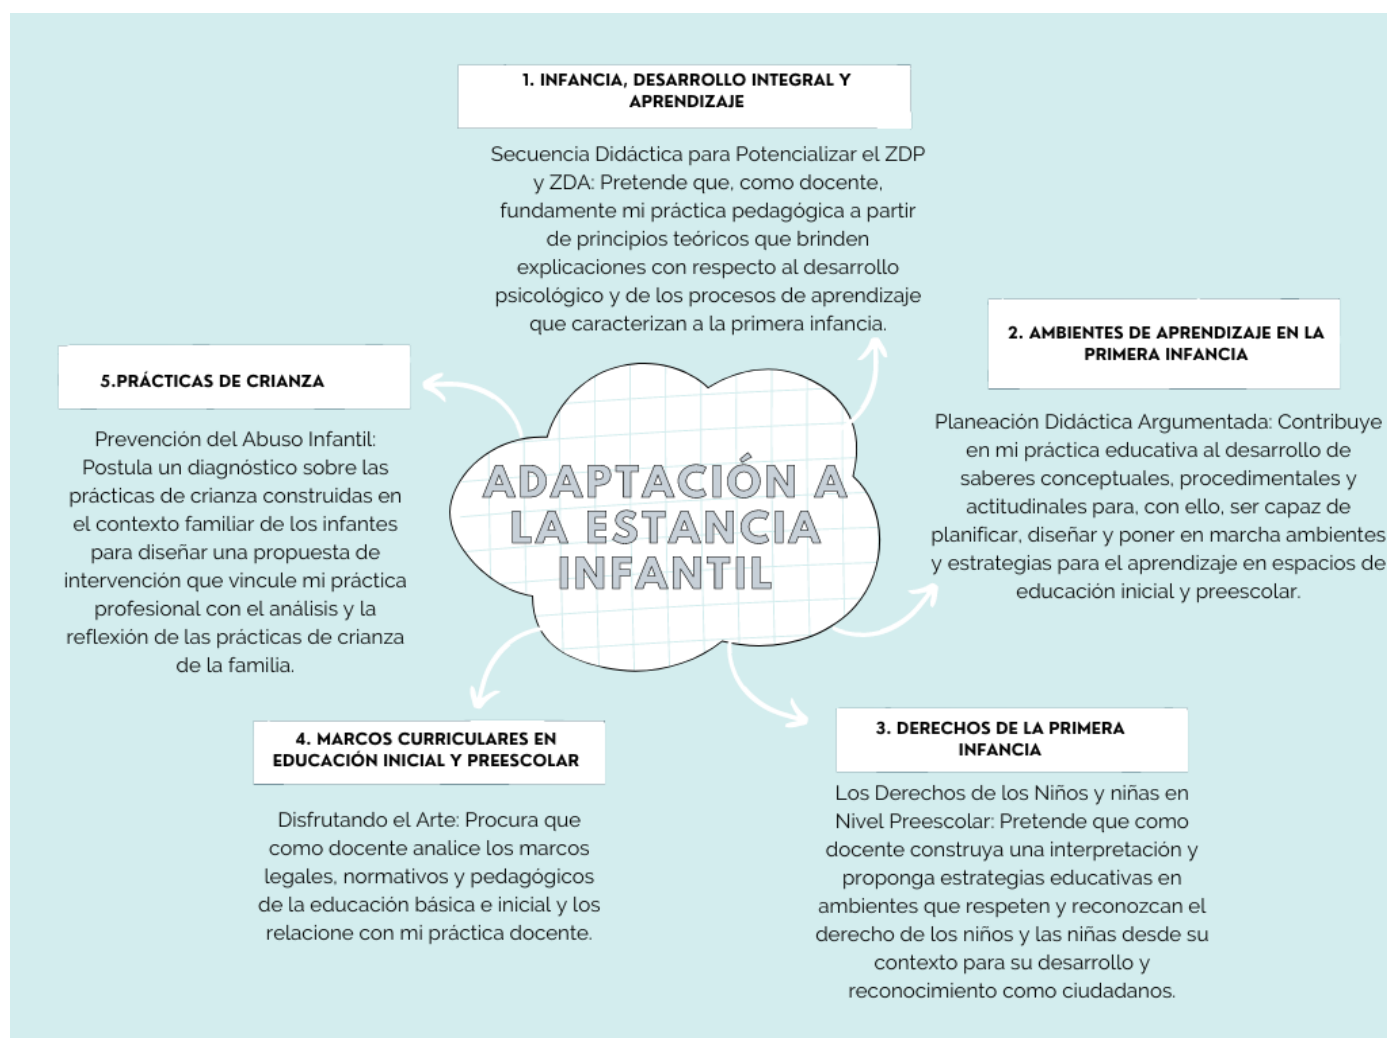 1. INFANCIA, DESARROLLO INTEGRAL Y
APRENDIZAJE
Secuencia Didáctica para Potencializar el ZDP
y ZDA: Pretende que, como docente,
fundamente mi práctica pedagógica a partir
de principios teóricos que brinden
explicaciones con respecto al desarrollo
psicológico y de los procesos de aprendizaje
que caracterizan a la primera infancia.
2. AMBIENTES DE APRENDIZAJE EN LA
PRIMERA INFANCIA
Planeación Didáctica Argumentada: Contribuye
en mi práctica educativa al desarrollo de
saberes conceptuales, procedimentales y
actitudinales para, con ello, ser capaz de
planificar, diseñar y poner en marcha ambientes
y estrategias para el aprendizaje en espacios de
educación inicial y preescolar.
5.PRÁCTICAS DE CRIANZA
Prevención del Abuso Infantil:
Postula un diagnóstico sobre las
prácticas de crianza construidas en
el contexto familiar de los infantes
para diseñar una propuesta de
intervención que vincule mi práctica
profesional con el análisis y la
reflexión de las prácticas de crianza
de la familia.
ADAPTACIÓN A
LA ESTANCIA
INFANTIL
4. MARCOS CURRICULARES EN
EDUCACIÓN INICIAL Y PREESCOLAR
Disfrutando el Arte: Procura que
como docente analice los marcos
legales, normativos y pedagógicos
de la educación básica e inicial y los
relacione con mi práctica docente.
3. DERECHOS DE LA PRIMERA
INFANCIA
Los Derechos de los Niños y niñas en
Nivel Preescolar: Pretende que como
docente construya una interpretación y
proponga estrategias educativas en
ambientes que respeten y reconozcan el
derecho de los niños y las niñas desde su
contexto para su desarrollo y
reconocimiento como ciudadanos.